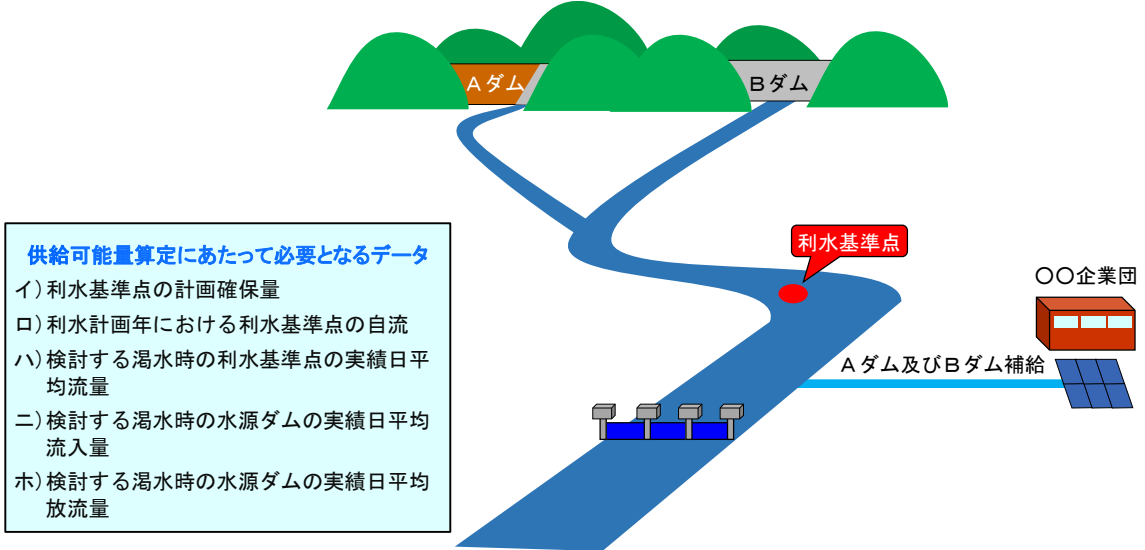 Aダム
Bダム
利水基準点
〇〇企業団
Aダム及びBダム補給
供給可能量算定にあたって必要となるデータ
イ)利水基準点の計画確保量
ロ)利水計画年における利水基準点の自流
ハ)検討する渇水時の利水基準点の実績日平
均流量
ニ)検討する渇水時の水源ダムの実績日平均
流入量
ホ)検討する渇水時の水源ダムの実績日平均
放流量